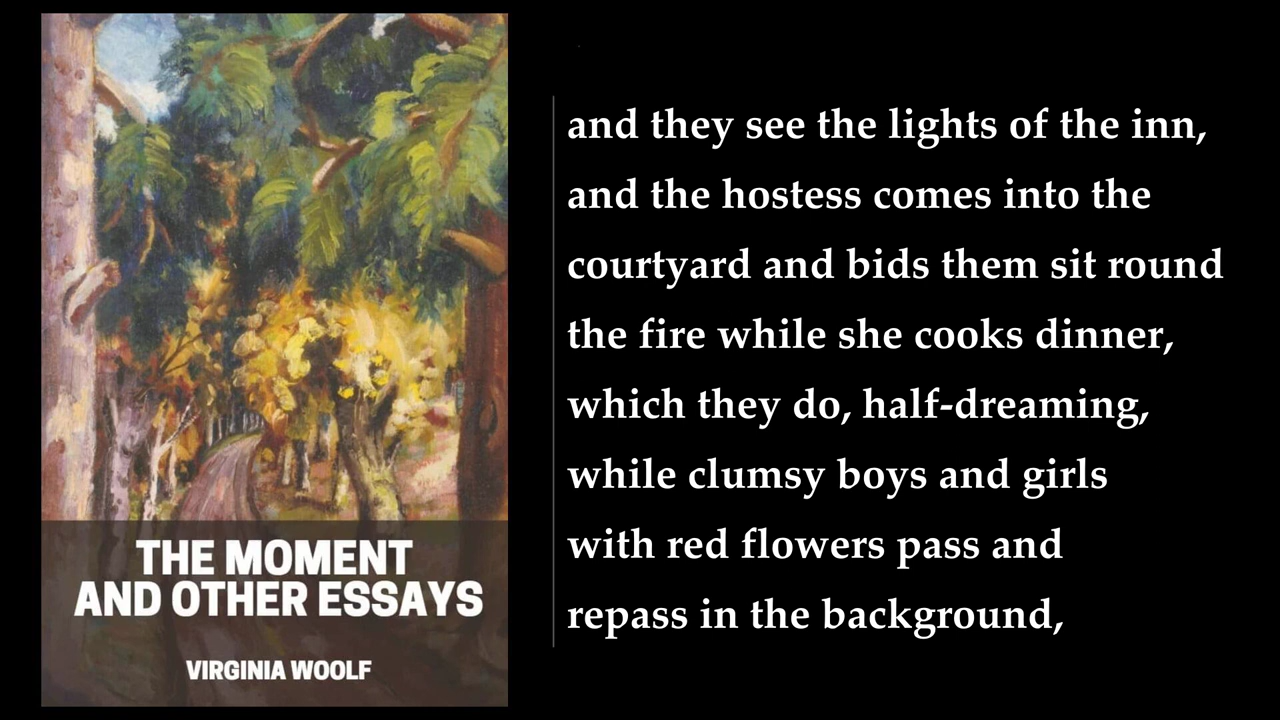 THE MOMENT
AND OTHER ESSAYS
VIRGINIA WOOLF
and they see the lights of the inn,
and the hostess comes into the
courtyard and bids them sit round
the fire while she cooks dinner,
which they do, half-dreaming,
while clumsy boys and girls
with red flowers pass and
repass in the background,